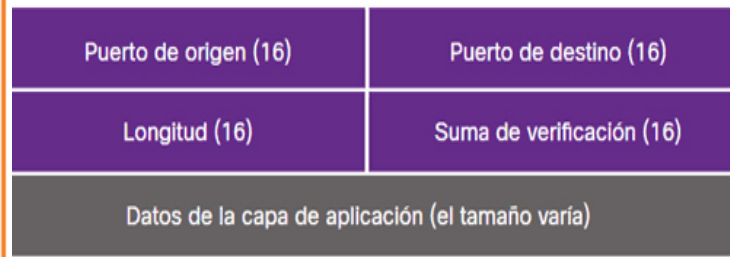 Puerto de origen (16)
Puerto de destino (16)
Longitud (16)
Suma de verificación (16)
Datos de la capa de aplicación (el tamaño varía)